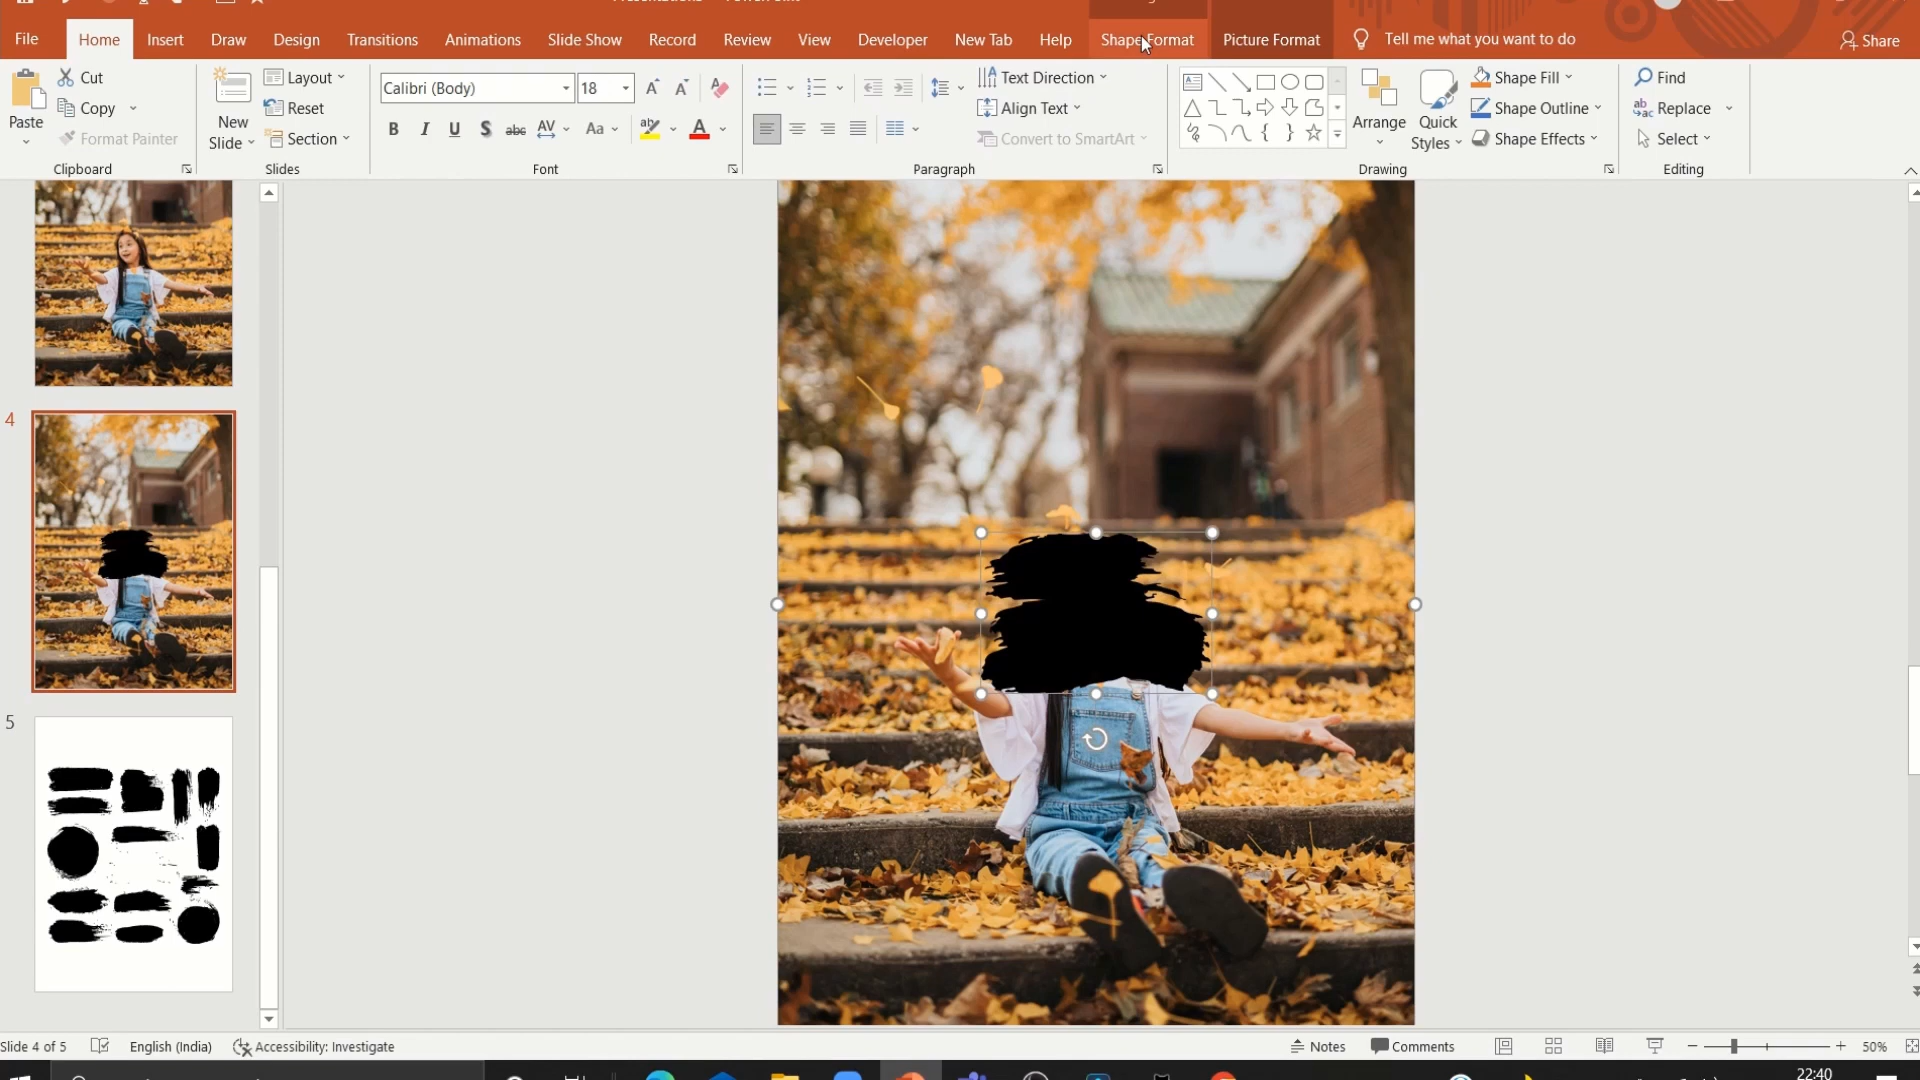 File Home Insert Draw Design Transitions Animations Slide Show Record Review View Developer New Tab Help Shape Format Picture Format Tell me what you want to do Share
Paste
Cut
Copy
Format Painter
Clipboard
New
Slide
Layout
Reset
Section
Slides
Calibri (Body) 18
B I U S abc AV Aa A
Font
Text Direction
Align Text
Convert to SmartArt
Paragraph
Arrange
Quick
Styles
Shape Fill
Shape Outline
Shape Effects
Drawing
Find
Replace
Select
Editing
4
5
Slide 4 of 5 English (India) Accessibility: Investigate Notes Comments 50%
22:40